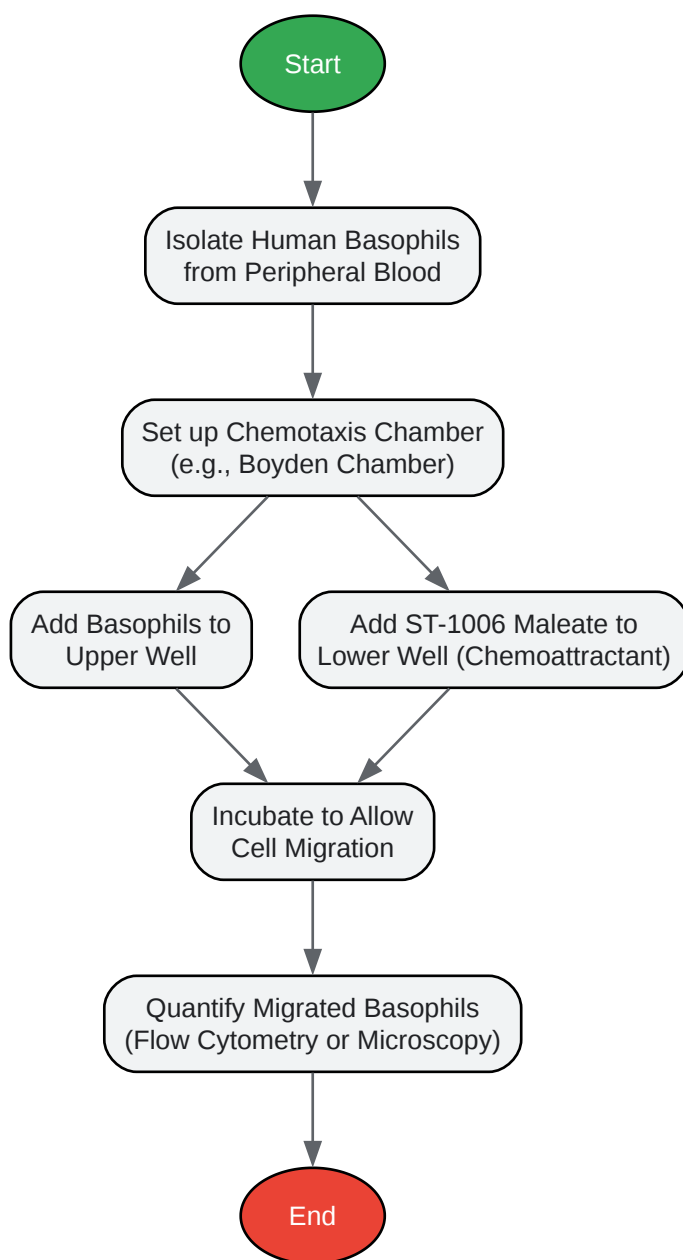 Start
Isolate Human Basophils
from Peripheral Blood
Set up Chemotaxis Chamber
(e.g., Boyden Chamber)
Add Basophils to
Upper Well
Add ST-1006 Maleate to
Lower Well (Chemoattractant)
Incubate to Allow
Cell Migration
Quantify Migrated Basophils
(Flow Cytometry or Microscopy)
End